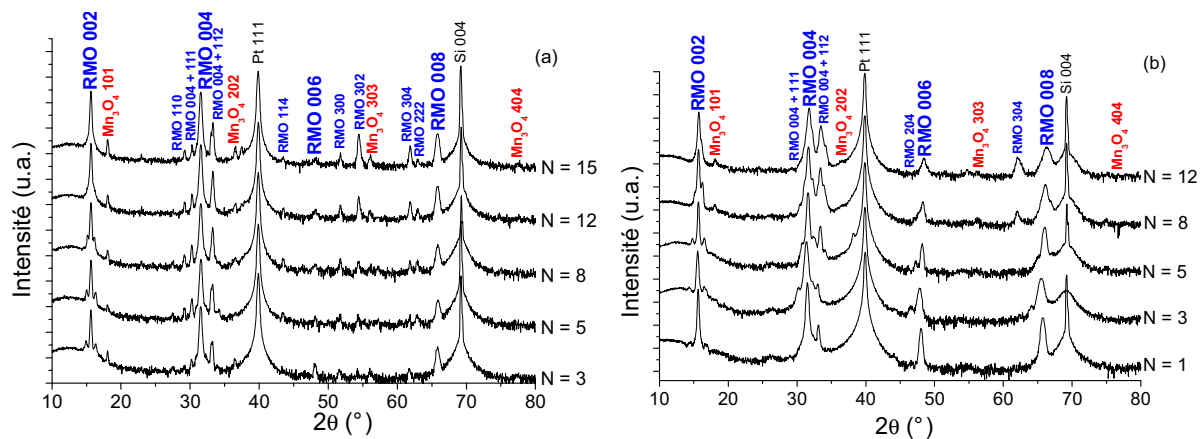 (a)
RMO 002
Mn₃O₄ 101
RMO 110
RMO 004 + 111
RMO 004
RMO 004 + 112
Mn₃O₄ 202
Pt 111
RMO 114
RMO 006
RMO 300
RMO 302
Mn₃O₄ 303
RMO 304
RMO 222
RMO 008
Si 004
Mn₃O₄ 404
N = 15
N = 12
N = 8
N = 5
N = 3
Intensité (u.a.)
10 20 30 40 50 60 70 80
2θ (°)
(b)
RMO 002
Mn₃O₄ 101
RMO 004 + 111
RMO 004
RMO 004 + 112
Mn₃O₄ 202
Pt 111
RMO 204
RMO 006
Mn₃O₄ 303
RMO 304
RMO 008
Si 004
Mn₃O₄ 404
N = 12
N = 8
N = 5
N = 3
N = 1
Intensité (u.a.)
10 20 30 40 50 60 70 80
2θ (°)